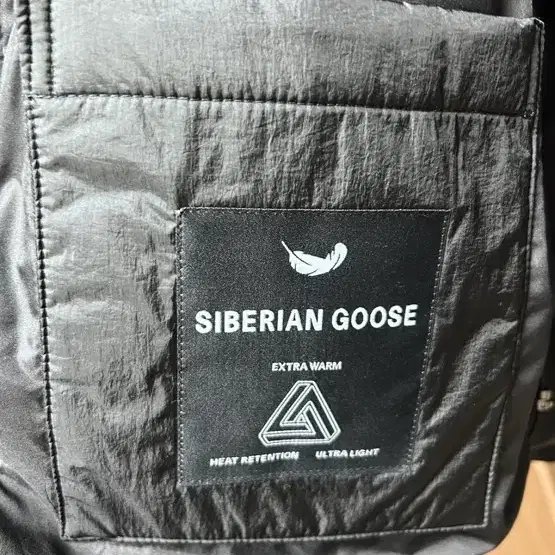 SIBERIAN GOOSE
EXTRA WARM
HEAT RETENTION ULTRA LIGHT